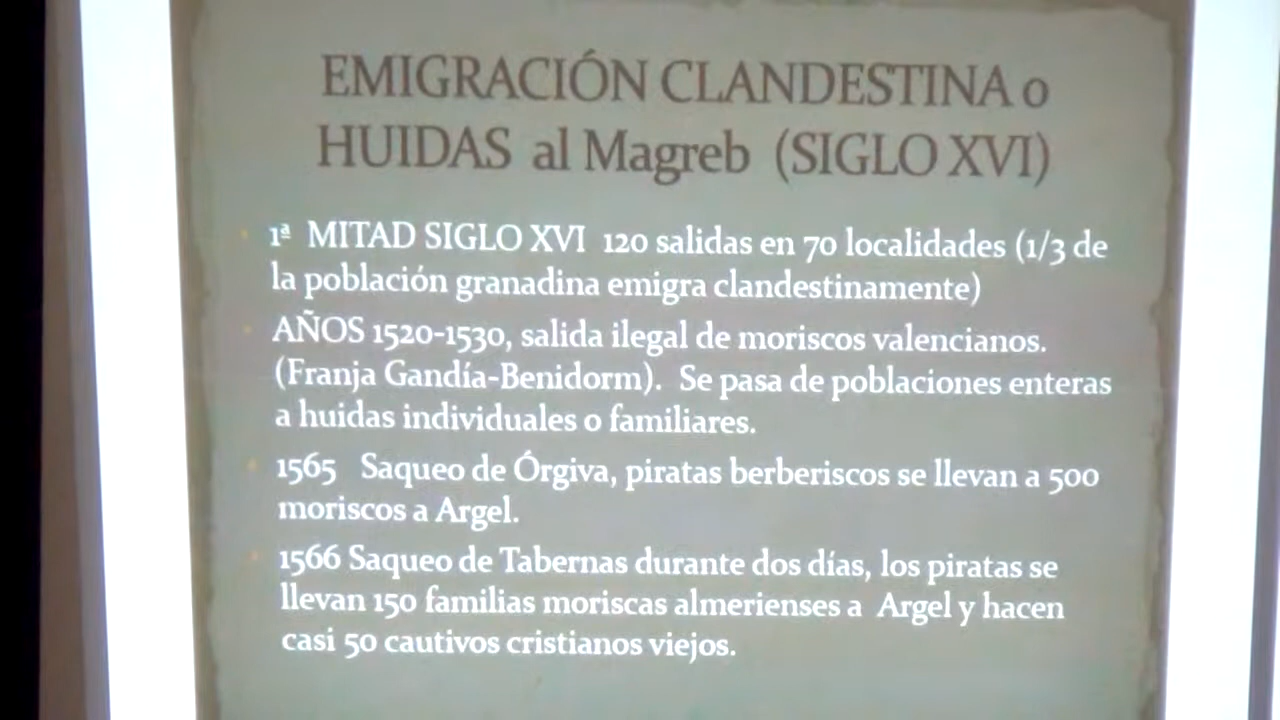 EMIGRACIÓN CLANDESTINA o
HUIDAS al Magreb (SIGLO XVI)
1ª MITAD SIGLO XVI 120 salidas en 70 localidades (1/3 de
la población granadina emigra clandestinamente)
AÑOS 1520-1530, salida ilegal de moriscos valencianos.
(Franja Gandía-Benidorm). Se pasa de poblaciones enteras
a huidas individuales o familiares.
1565 Saqueo de Órgiva, piratas berberiscos se llevan a 500
moriscos a Argel.
1566 Saqueo de Tabernas durante dos días, los piratas se
llevan 150 familias moriscas almerienses a Argel y hacen
casi 50 cautivos cristianos viejos.